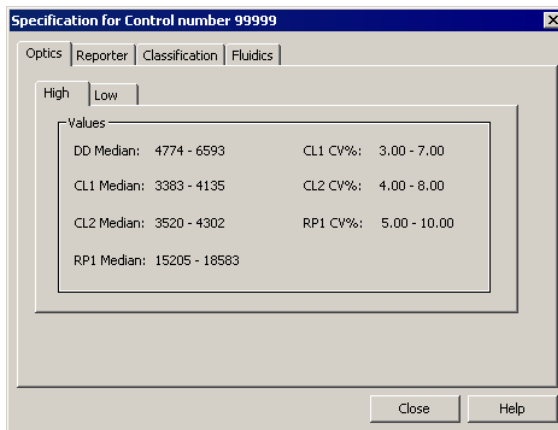 Specification for Control number 99999
Optics Reporter Classification Fluidics
High Low
Values
DD Median: 4774 - 6593 CL1 CV%: 3.00 - 7.00
CL1 Median: 3383 - 4135 CL2 CV%: 4.00 - 8.00
CL2 Median: 3520 - 4302 RP1 CV%: 5.00 - 10.00
RP1 Median: 15205 - 18583
Close Help